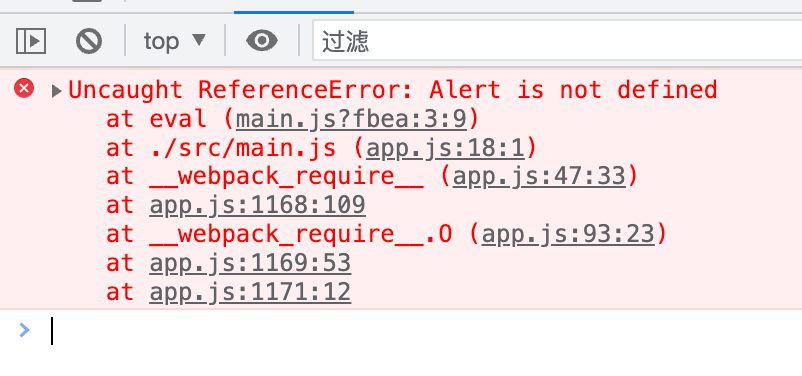 top ▼ 过滤
Uncaught ReferenceError: Alert is not defined
at eval (main.js?fbea:3:9)
at ./src/main.js (app.js:18:1)
at __webpack_require__ (app.js:47:33)
at app.js:1168:109
at __webpack_require__.O (app.js:93:23)
at app.js:1169:53
at app.js:1171:12